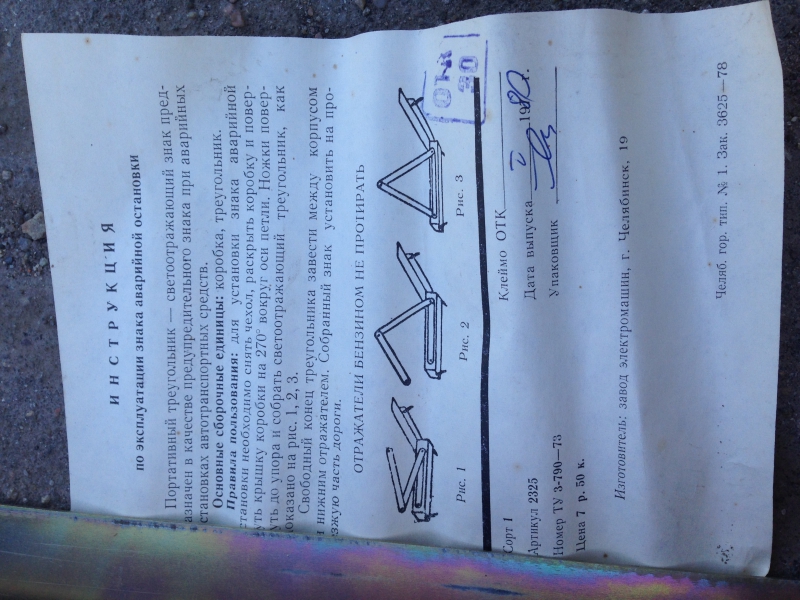 ИНСТРУКЦИЯ
по эксплуатации знака аварийной остановки
Портативный треугольник — светоотражающий знак пред-
азначен в качестве предупредительного знака при аварийных
становках автотранспортных средств.
Основные сборочные единицы: коробка, треугольник.
Правила пользования: для установки знака аварийной
становки необходимо снять чехол, раскрыть коробку и повер-
уть крышку коробки на 270° вокруг оси петли. Ножки повер-
уть до упора и собрать светоотражающий треугольник, как
оказано на рис. 1, 2, 3.
Свободный конец треугольника завести между корпусом
нижним отражателем. Собранный знак установить на про-
езжую часть дороги.
ОТРАЖАТЕЛИ БЕНЗИНОМ НЕ ПРОТИРАТЬ
Рис. 1 Рис. 2 Рис. 3
ОТК
30
Сорт 1 Клеймо ОТК
Артикул 2325 Дата выпуска V 1980 г.
Номер ТУ 3-790—73 Упаковщик
Цена 7 р. 50 к.
Изготовитель: завод электромашин, г. Челябинск, 19
Челяб. гор. тип. № 1. Зак. 3625—78